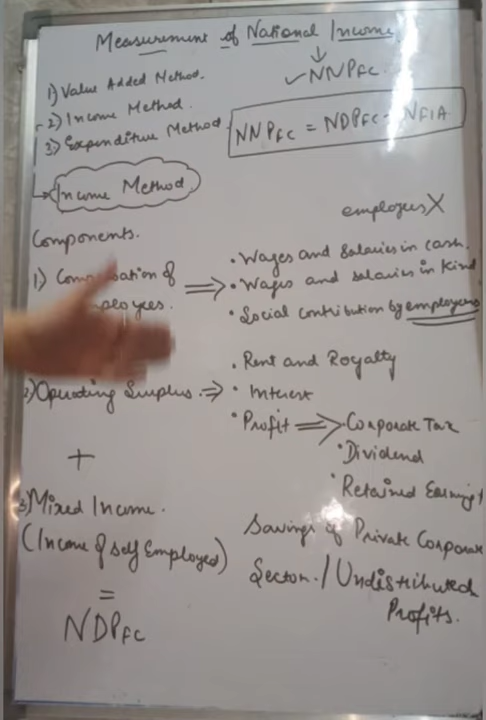 Measurement of National Income
↓
✓NNPFC
1) Value Added Method.
2) Income Method.
3) Expenditure Method.
NNPFC = NDPFC NFIA
Income Method
employees X
Components.
1) of
⇒
• Wages and Salaries in cash.
• Wages and salaries in Kind
• Social contribution by employers
2) Operating Surplus ⇒
• Rent and Royalty
• Interest
• Profit ⇒ • Corporate Tax
• Dividend
• Retained
+
3) Mixed Income.
(Income of Self Employed)
=
NDPFC
Savings of Private Corporate
Sector. / Undistributed
Profits.